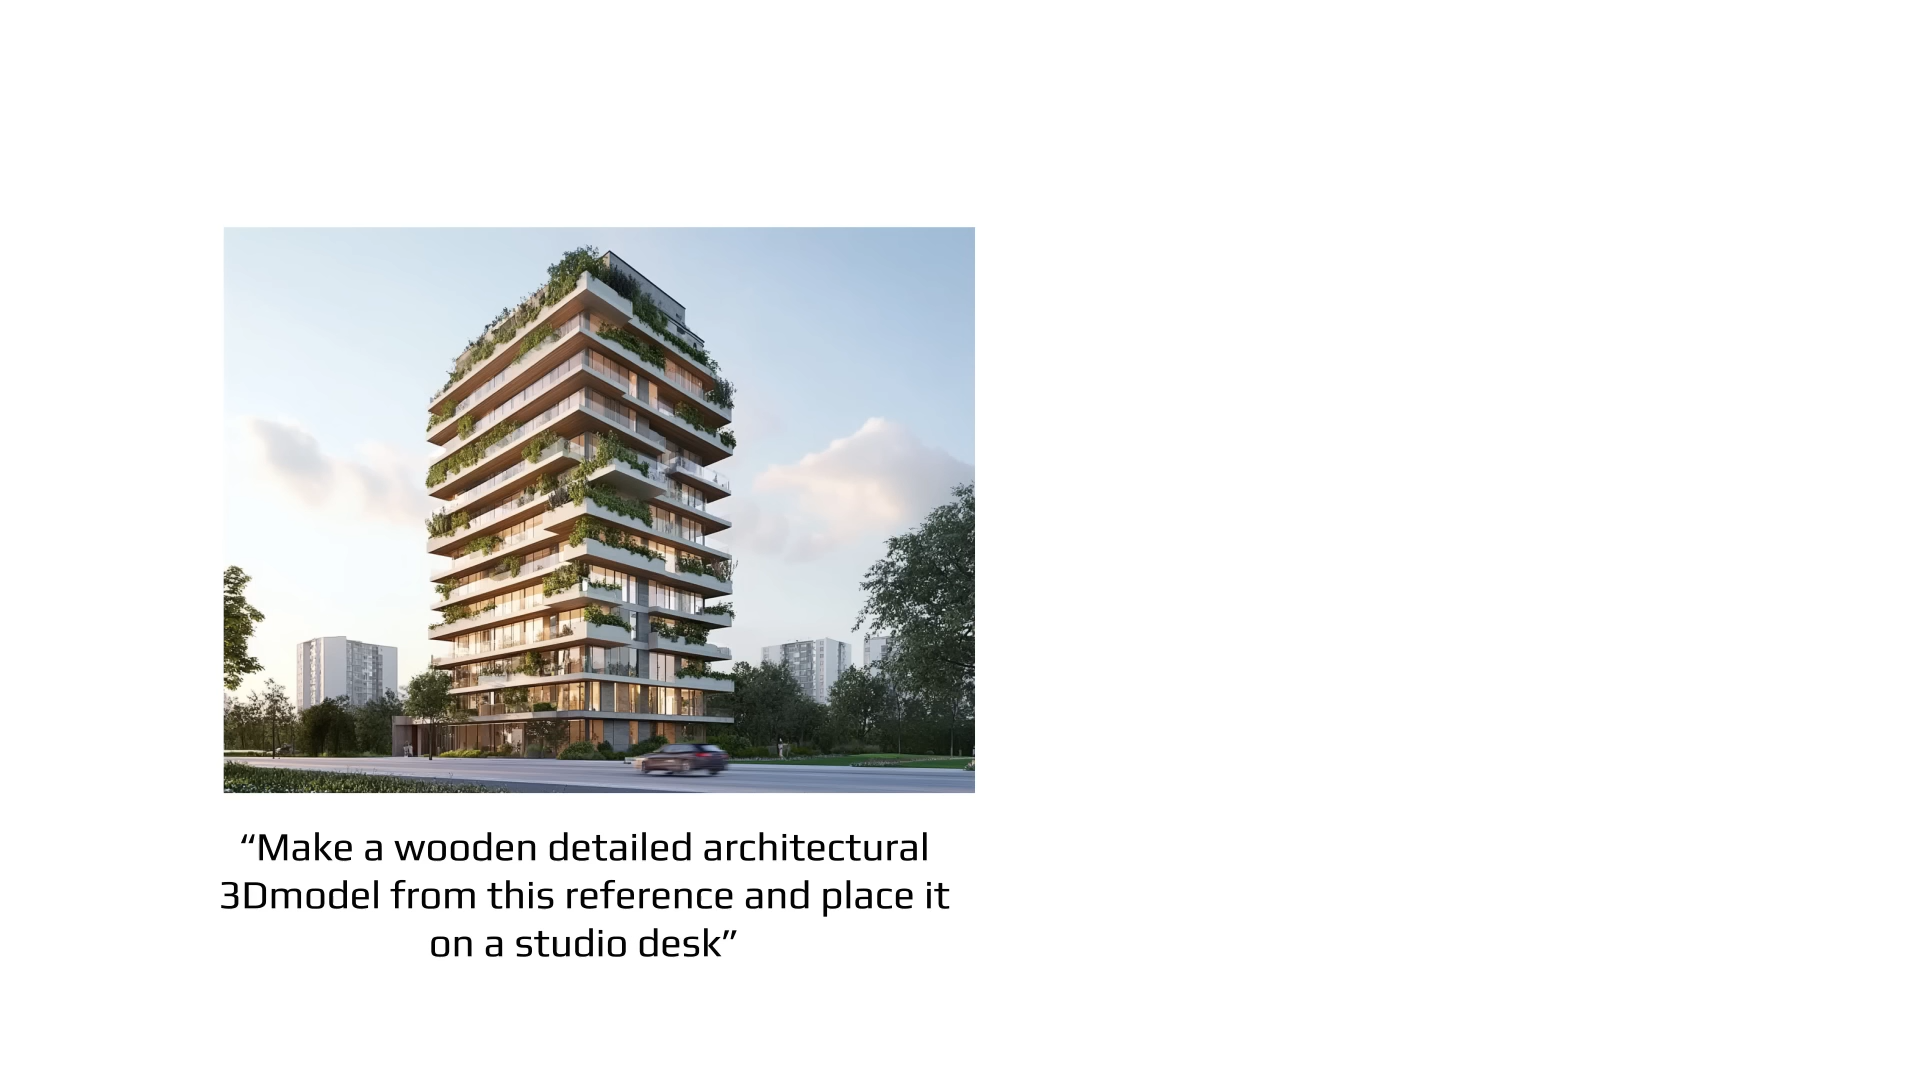 “Make a wooden detailed architectural
3Dmodel from this reference and place it
on a studio desk”